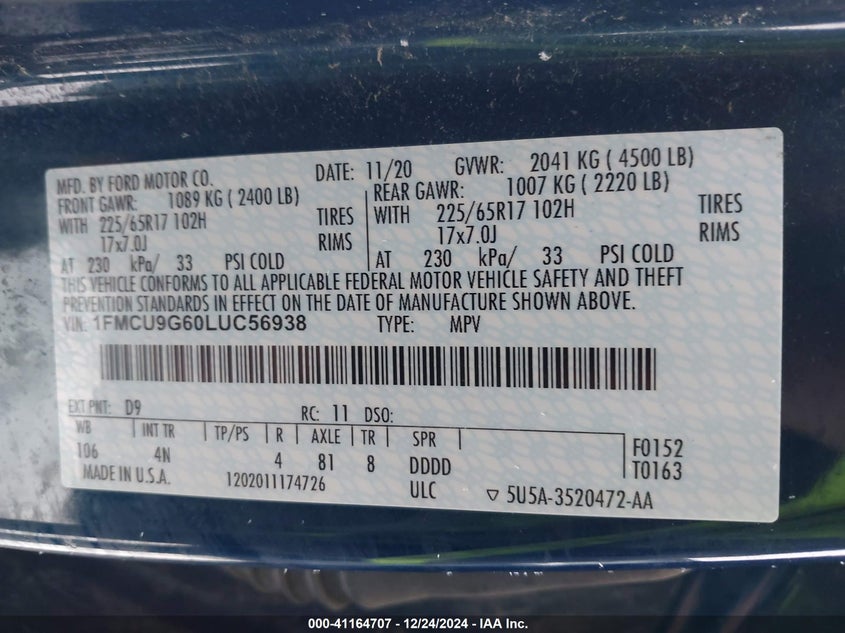 MFD. BY FORD MOTOR CO. DATE: 11/20 GVWR: 2041 KG ( 4500 LB)
FRONT GAWR: 1089 KG ( 2400 LB) REAR GAWR: 1007 KG ( 2220 LB)
WITH 225/65R17 102H TIRES WITH 225/65R17 102H TIRES
17x7.0J RIMS 17x7.0J RIMS
AT 230 kPa/ 33 PSI COLD AT 230 kPa/ 33 PSI COLD
THIS VEHICLE CONFORMS TO ALL APPLICABLE FEDERAL MOTOR VEHICLE SAFETY AND THEFT
PREVENTION STANDARDS IN EFFECT ON THE DATE OF MANUFACTURE SHOWN ABOVE.
VIN: 1FMCU9G60LUC56938 TYPE: MPV
EXT PNT: D9 RC: 11 DSO:
WB INT TR TP/PS R AXLE TR SPR F0152
106 4N 4 81 8 DDDD T0163
MADE IN U.S.A. 1202011174726 ULC ▽ 5U5A-3520472-AA
000-41164707 - 12/24/2024 - IAA Inc.